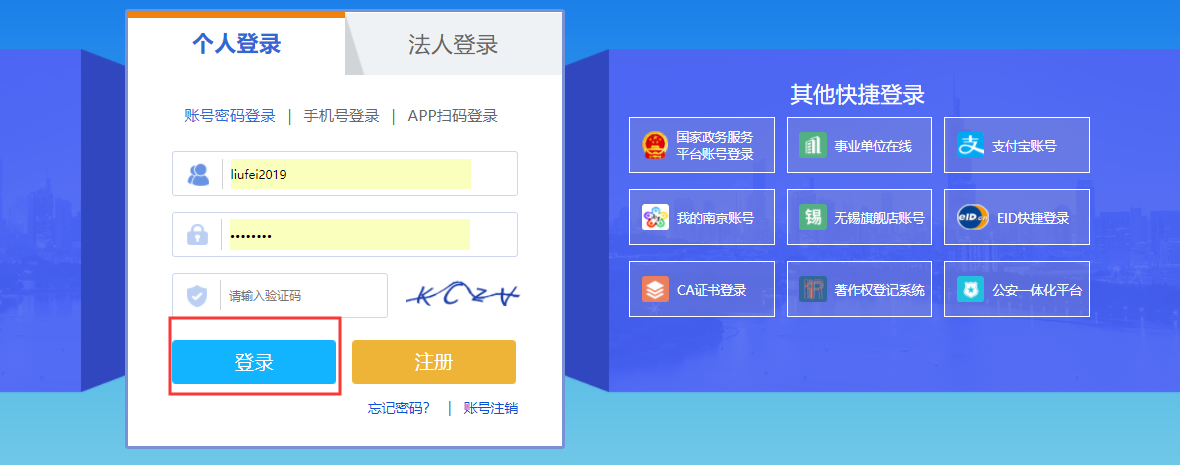 个人登录
法人登录
账号密码登录 | 手机号登录 | APP扫码登录
liufei2019
••••••••
请输入验证码
登录
注册
忘记密码? | 账号注销
其他快捷登录
国家政务服务
平台账号登录
事业单位在线
支付宝账号
我的南京账号
锡
无锡旗舰店账号
eID.cn
EID快捷登录
CA证书登录
著作权登记系统
公安一体化平台